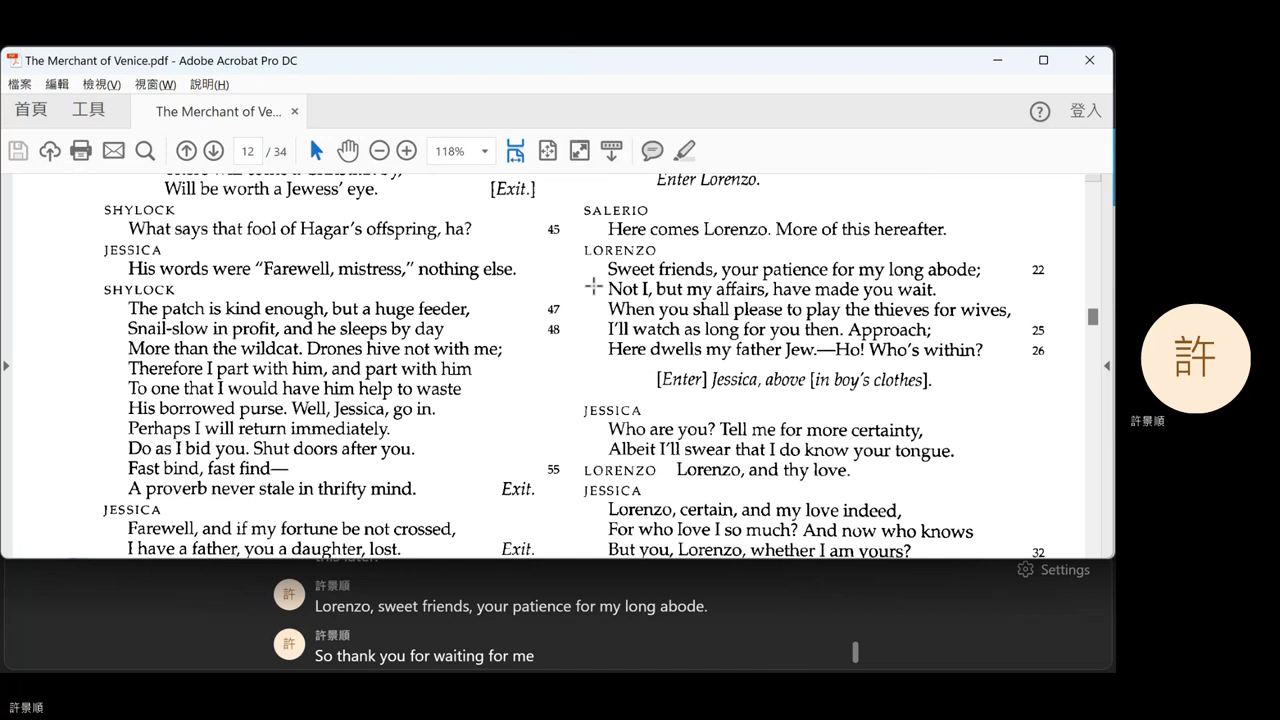 The Merchant of Venice.pdf - Adobe Acrobat Pro DC
檔案 編輯 檢視(V) 視窗(W) 說明(H)
首頁 工具 The Merchant of Ve... × ? 登入
12 / 34 118%
Will be worth a Jewess' eye. [Exit.]
SHYLOCK
What says that fool of Hagar's offspring, ha? 45
JESSICA
His words were “Farewell, mistress,” nothing else.
SHYLOCK
The patch is kind enough, but a huge feeder, 47
Snail-slow in profit, and he sleeps by day 48
More than the wildcat. Drones hive not with me;
Therefore I part with him, and part with him
To one that I would have him help to waste
His borrowed purse. Well, Jessica, go in.
Perhaps I will return immediately.
Do as I bid you. Shut doors after you.
Fast bind, fast find— 55
A proverb never stale in thrifty mind. Exit.
JESSICA
Farewell, and if my fortune be not crossed,
I have a father, you a daughter, lost. Exit.
Enter Lorenzo.
SALERIO
Here comes Lorenzo. More of this hereafter.
LORENZO
Sweet friends, your patience for my long abode; 22
Not I, but my affairs, have made you wait.
When you shall please to play the thieves for wives,
I'll watch as long for you then. Approach; 25
Here dwells my father Jew.—Ho! Who's within? 26
[Enter] Jessica, above [in boy's clothes].
JESSICA
Who are you? Tell me for more certainty,
Albeit I'll swear that I do know your tongue.
LORENZO Lorenzo, and thy love.
JESSICA
Lorenzo, certain, and my love indeed,
For who love I so much? And now who knows
But you, Lorenzo, whether I am yours? 32
Settings
許 許景順
Lorenzo, sweet friends, your patience for my long abode.
許 許景順
So thank you for waiting for me
許
許景順
許景順